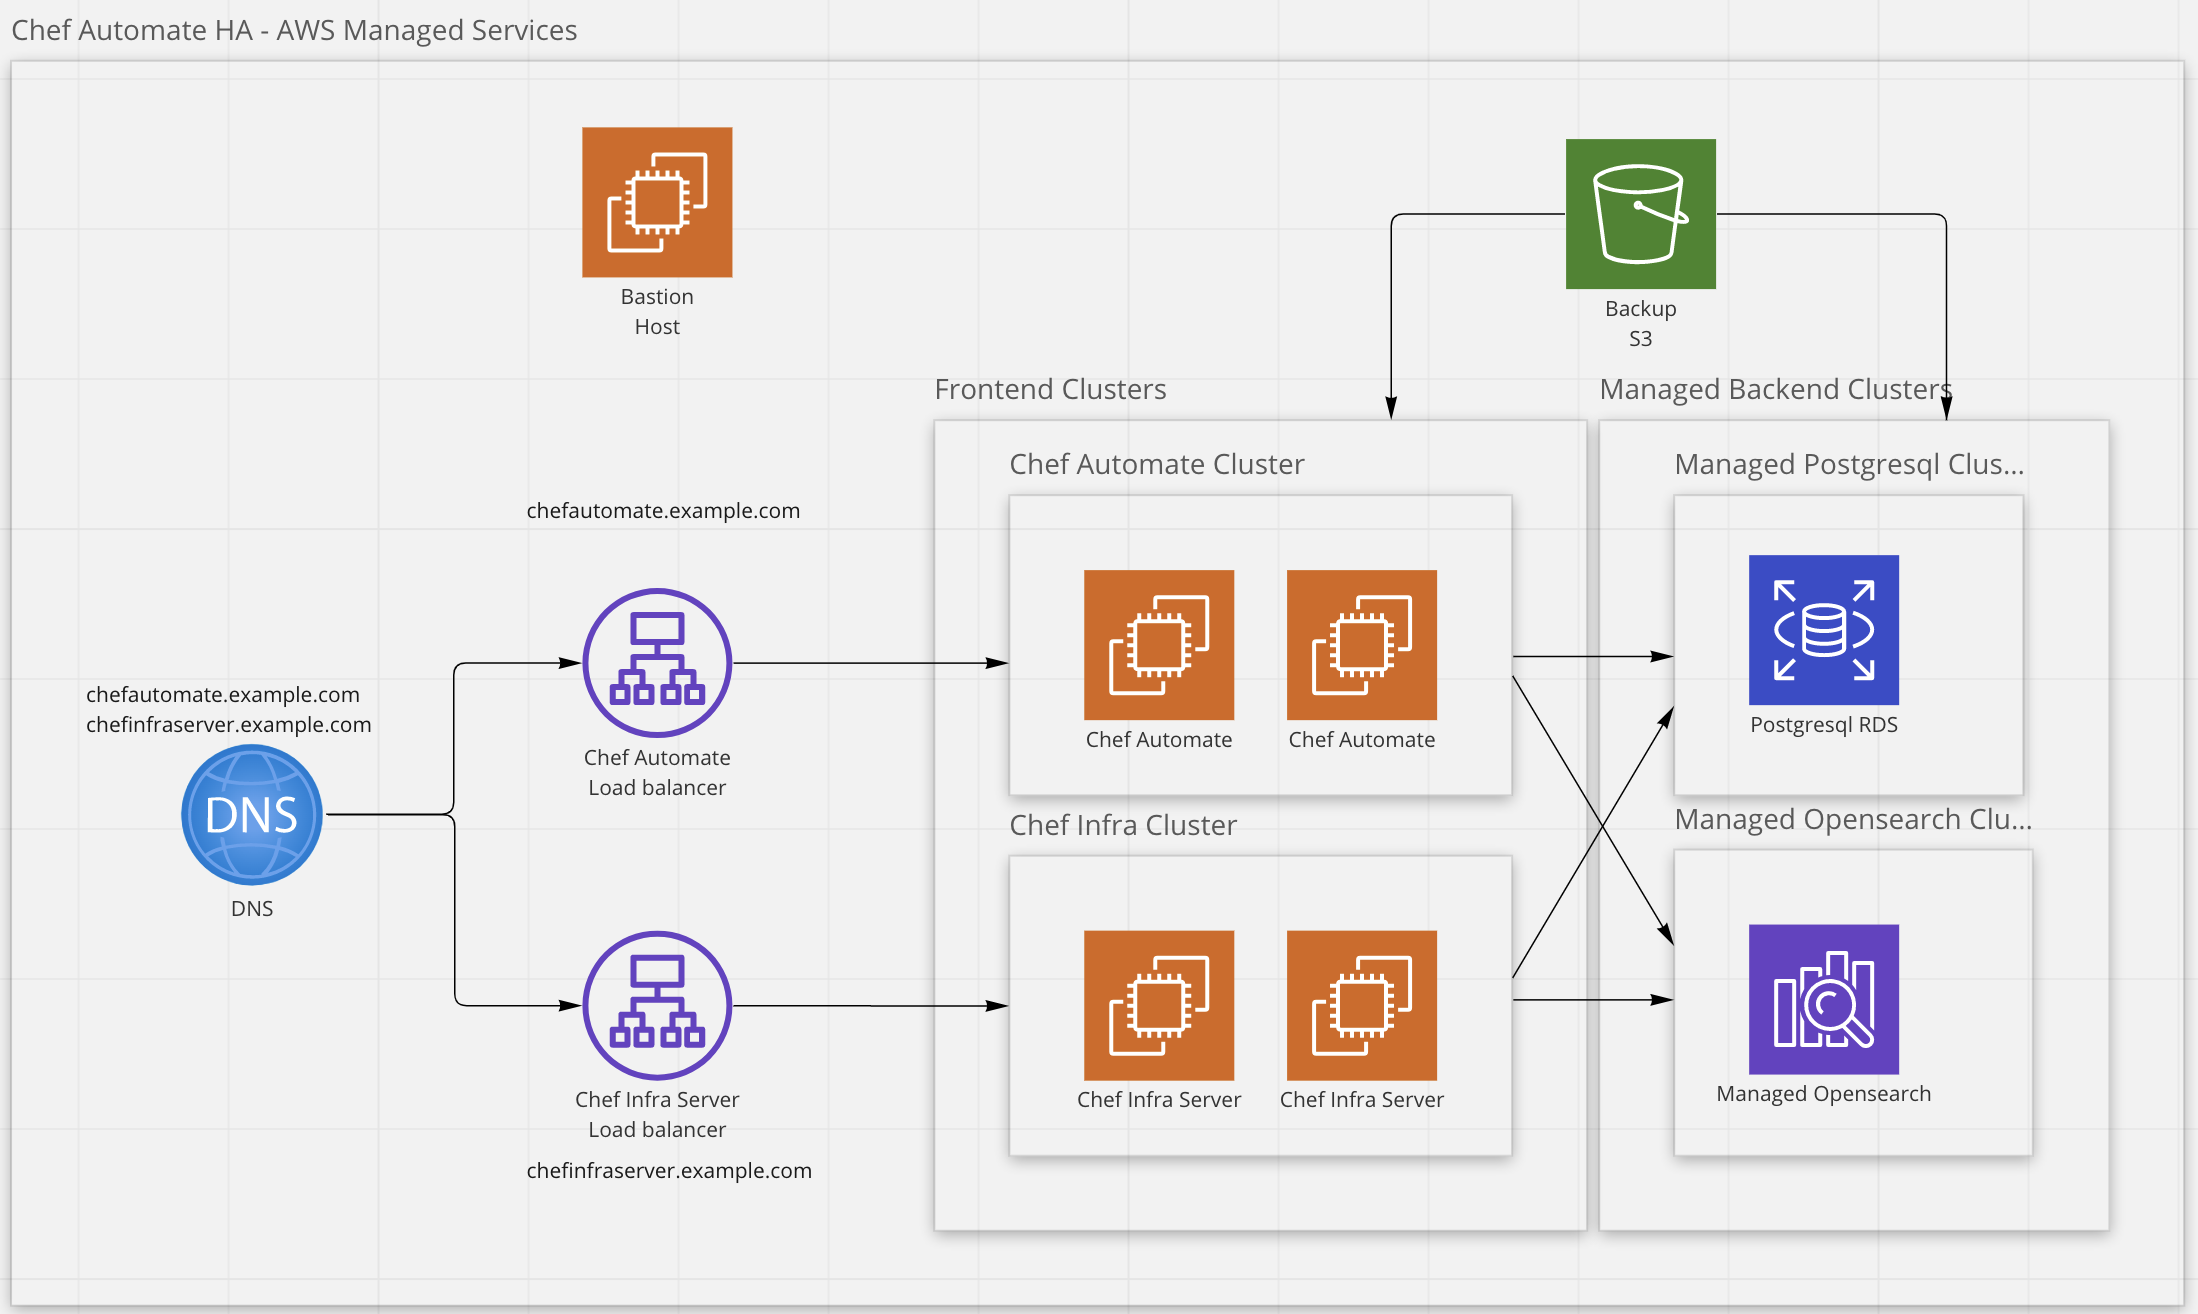 Chef Automate HA - AWS Managed Services
Bastion
Host
Backup
S3
Frontend Clusters
Managed Backend Clusters
Chef Automate Cluster
Managed Postgresql Clus...
chefautomate.example.com
chefautomate.example.com
chefinfraserver.example.com
DNS
DNS
Chef Automate
Load balancer
Chef Automate
Chef Automate
Postgresql RDS
Chef Infra Cluster
Managed Opensearch Clu...
Chef Infra Server
Load balancer
chefinfraserver.example.com
Chef Infra Server
Chef Infra Server
Managed Opensearch